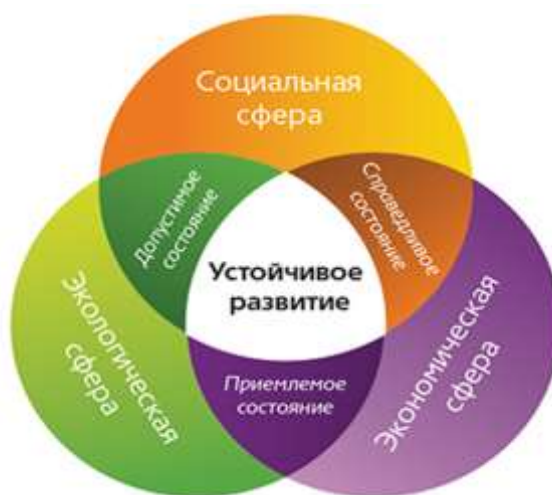 Социальная
сфера
Допустимое
состояние
Справедливое
состояние
Устойчивое
развитие
Экологическая
сфера
Приемлемое
состояние
Экономическая
сфера